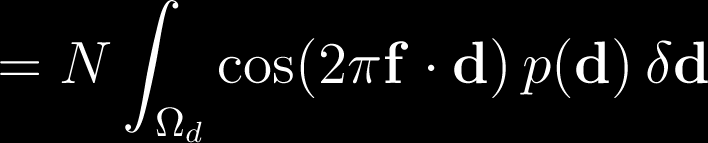 = N ∫_{Ω_d} cos(2π𝐟 · 𝐝) p(𝐝) δ𝐝